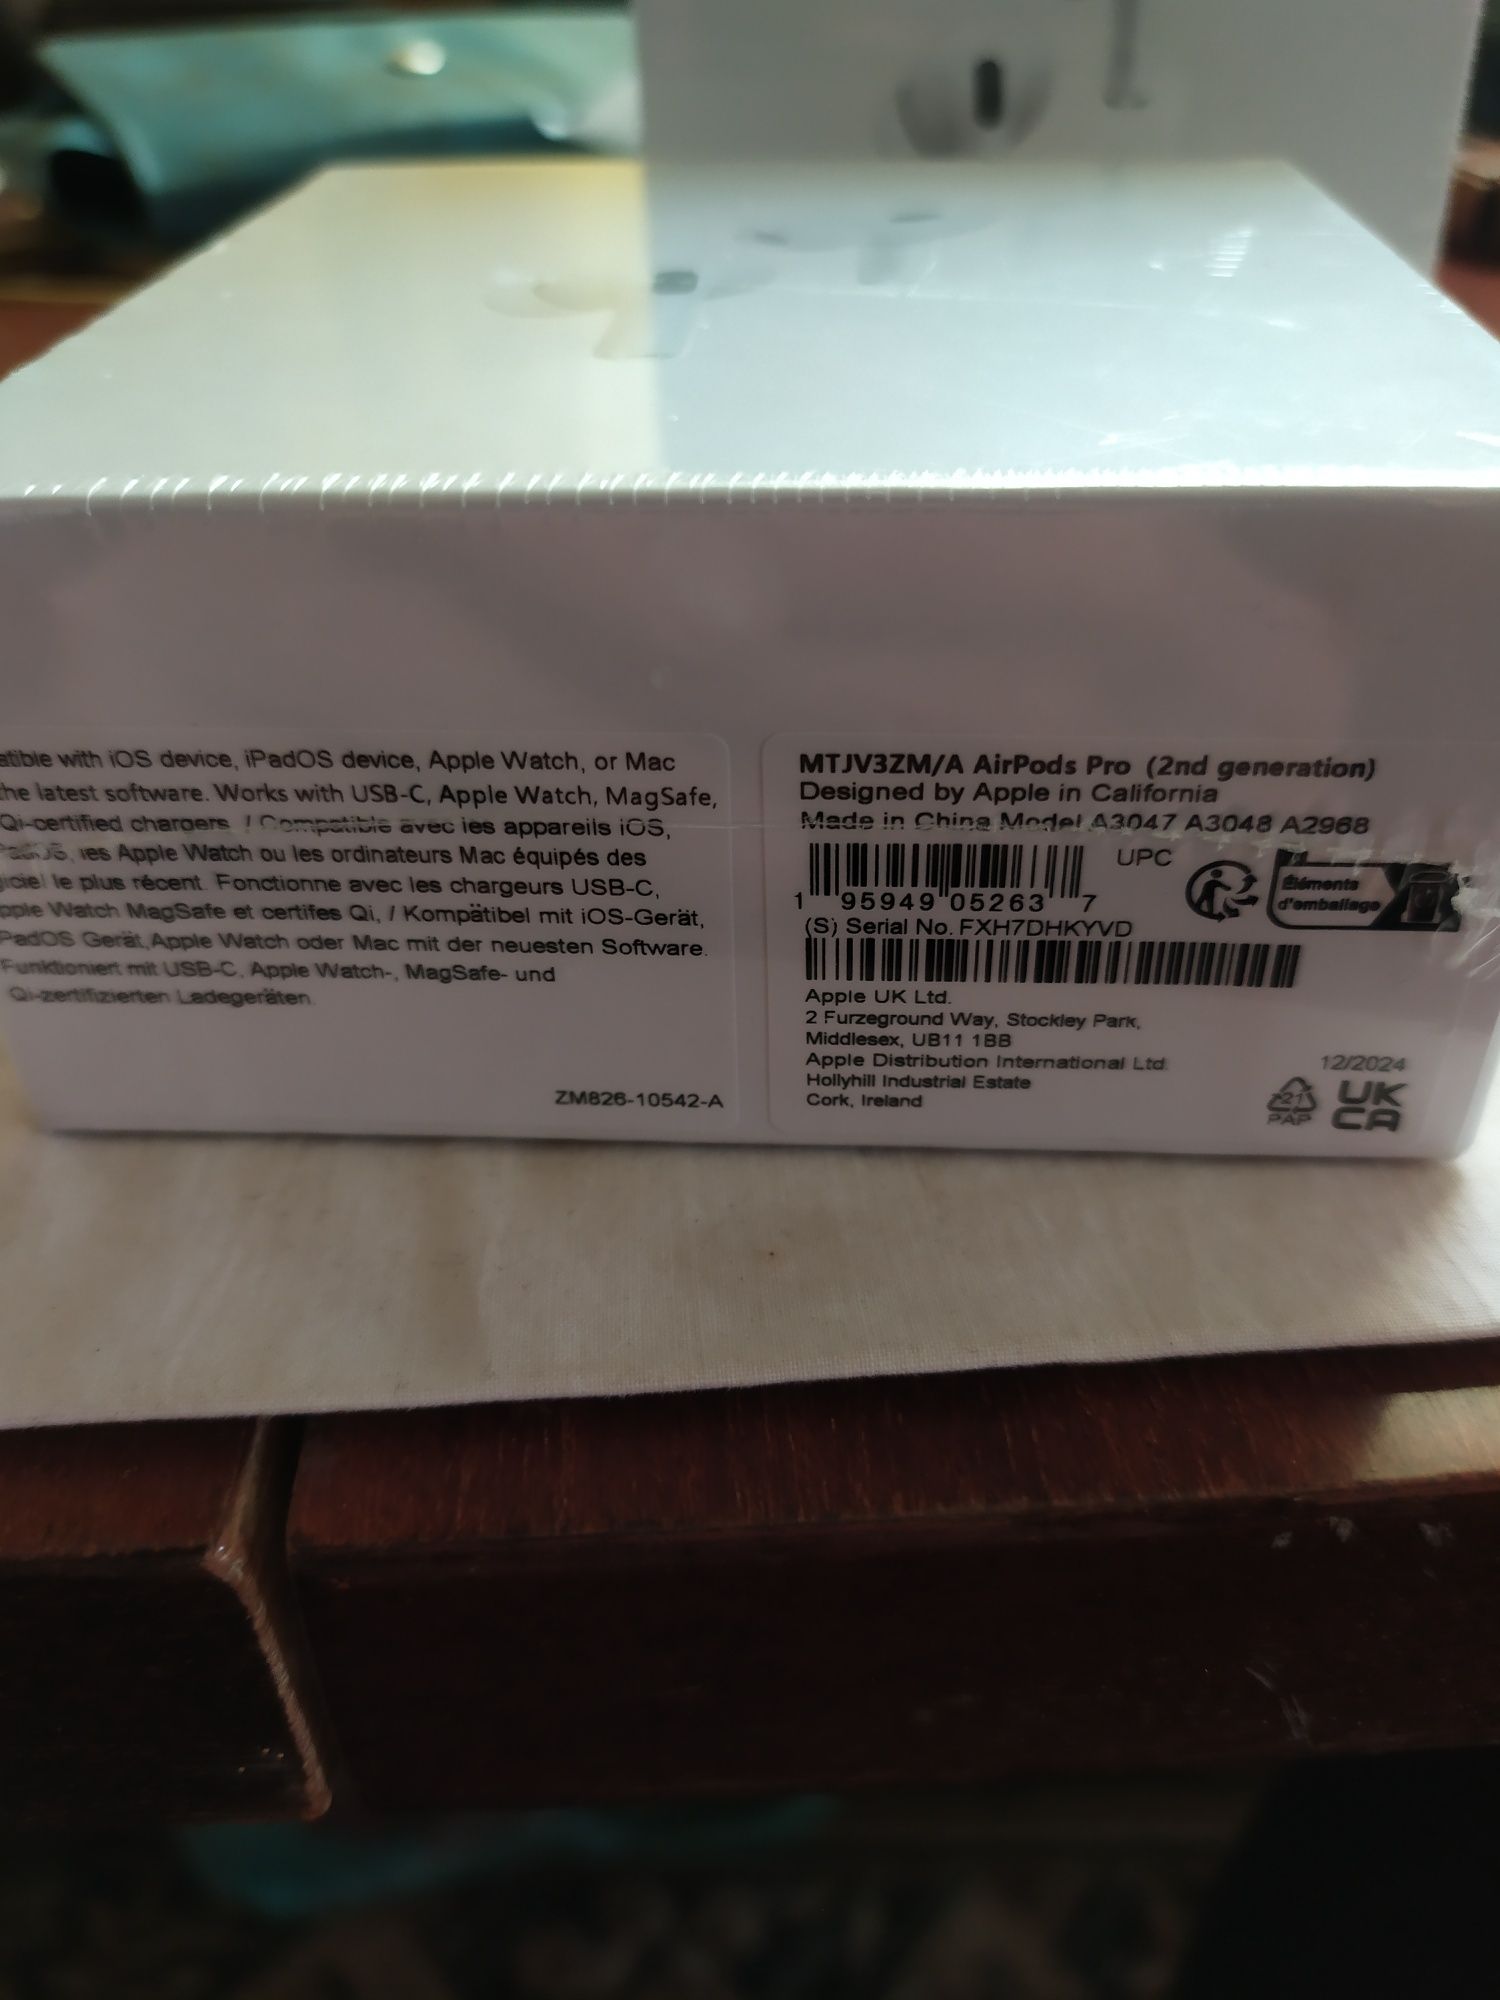 with iOS device, iPadOS device, Apple Watch, or Mac
the latest software. Works with USB-C, Apple Watch, MagSafe,
Qi-certified chargers. / Compatible avec les appareils iOS,
les Apple Watch ou les ordinateurs Mac équipés des
le plus récent. Fonctionne avec les chargeurs USB-C,
Apple Watch MagSafe et certifes Qi, / Kompätibel mit iOS-Gerät,
PadOS Gerät,Apple Watch oder Mac mit der neuesten Software.
Funktioniert mit USB-C, Apple Watch-, MagSafe- und
Qi-zertifizierten Ladegeräten.
ZM826-10542-A
MTJV3ZM/A AirPods Pro (2nd generation)
Designed by Apple in California
Made in China Model A3047 A3048 A2968
UPC
1 95949 05263 7
Éléments
d'emballage
(S) Serial No. FXH7DHKYVD
Apple UK Ltd.
2 Furzeground Way, Stockley Park,
Middlesex, UB11 1BB
Apple Distribution International Ltd.
Hollyhill Industrial Estate
Cork, Ireland
12/2024
21
PAP
UK
CA